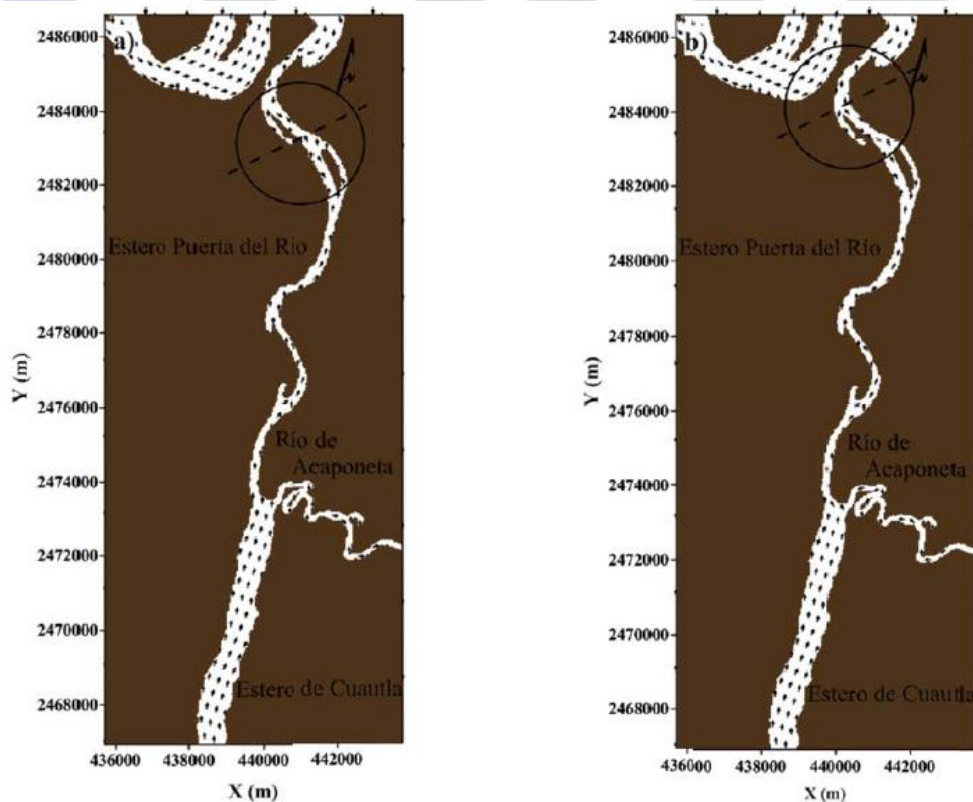 a)
2486000
2484000
2482000
2480000
2478000
2476000
2474000
2472000
2470000
2468000
Y (m)
Estero Puerta del Rio
Río de
Acaponeta
Estero de Cuautla
436000 438000 440000 442000
X (m)
b)
2486000
2484000
2482000
2480000
2478000
2476000
2474000
2472000
2470000
2468000
Y (m)
Estero Puerta del Río
Río de
Acaponeta
Estero de Cuautla
436000 438000 440000 442000
X (m)